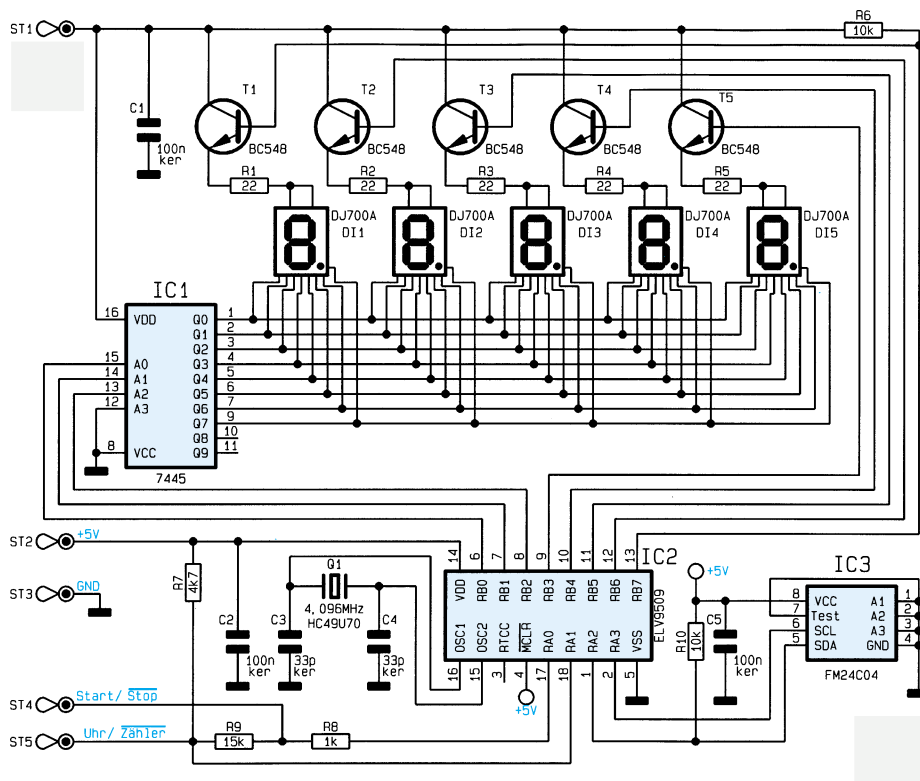 ST1
R6
10k
C1
100n
ker
T1
BC548
T2
BC548
T3
BC548
T4
BC548
T5
BC548
R1
22
R2
22
R3
22
R4
22
R5
22
DJ700A
DI1
DJ700A
DI2
DJ700A
DI3
DJ700A
DI4
DJ700A
DI5
IC1
16 VDD Q0 1
Q1 2
Q2 3
15 A0 Q3 4
14 A1 Q4 5
13 A2 Q5 6
12 A3 Q6 7
Q7 9
Q8 10
8 VCC Q9 11
7445
ST2 +5V
ST3 GND
R7
4k7
C2
100n
ker
C3
33p
ker
Q1
4,096MHz
HC49U70
C4
33p
ker
14 6 7 8 9 10 11 12 13
IC2
VDD RB0 RB1 RB2 RB3 RB4 RB5 RB6 RB7
OSC1 OSC2 RTCC MCLR RA0 RA1 RA2 RA3 VSS
16 15 3 4 17 18 1 2 5
ELV9509
+5V
+5V
R10
10k
C5
100n
ker
IC3
8 VCC A1 1
7 Test A2 2
6 SCL A3 3
5 SDA GND 4
FM24C04
ST4 Start/Stop
ST5 Uhr/Zähler
R9
15k
R8
1k